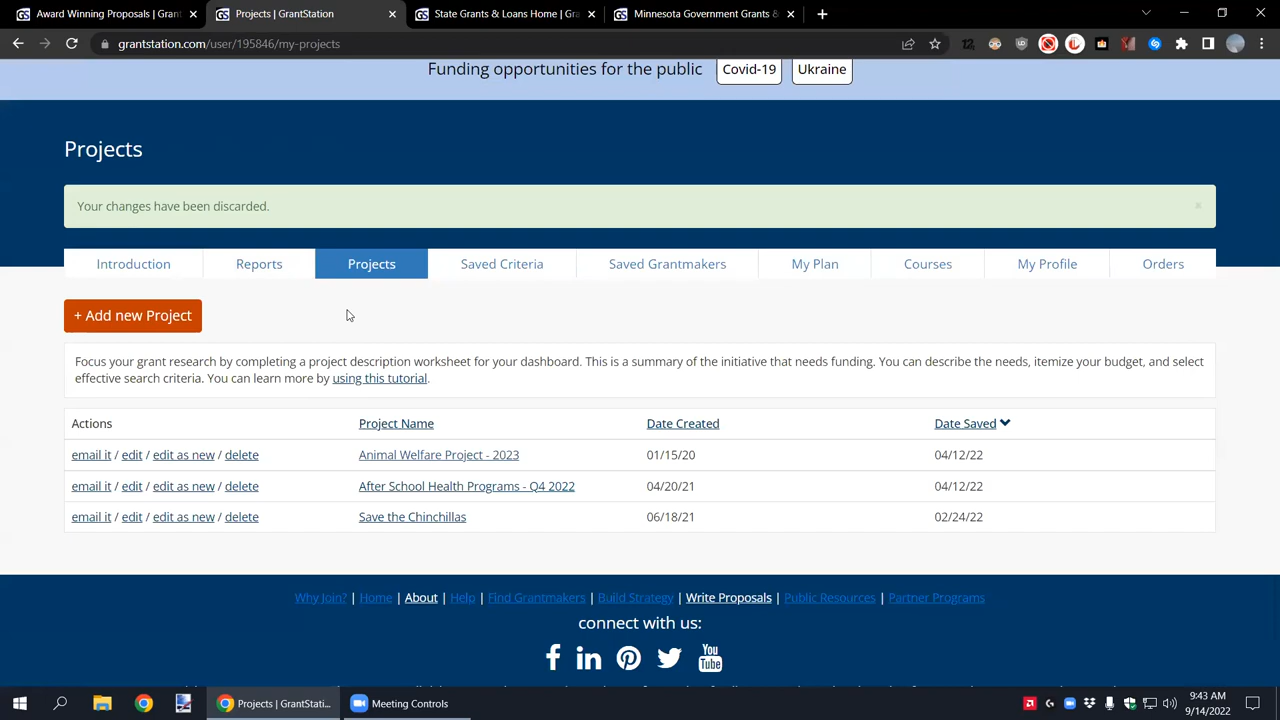 Award Winning Proposals | Grant
Projects | GrantStation
State Grants & Loans Home | Gra
Minnesota Government Grants &
grantstation.com/user/195846/my-projects
Funding opportunities for the public
Covid-19
Ukraine
Projects
Your changes have been discarded.
×
Introduction
Reports
Projects
Saved Criteria
Saved Grantmakers
My Plan
Courses
My Profile
Orders
+ Add new Project
Focus your grant research by completing a project description worksheet for your dashboard. This is a summary of the initiative that needs funding. You can describe the needs, itemize your budget, and select
effective search criteria. You can learn more by using this tutorial.
Actions Project Name Date Created Date Saved
email it / edit / edit as new / delete Animal Welfare Project - 2023 01/15/20 04/12/22
email it / edit / edit as new / delete After School Health Programs - Q4 2022 04/20/21 04/12/22
email it / edit / edit as new / delete Save the Chinchillas 06/18/21 02/24/22
Why Join? | Home | About | Help | Find Grantmakers | Build Strategy | Write Proposals | Public Resources | Partner Programs
connect with us:
You
Tube
Projects | GrantStati...
Meeting Controls
9:43 AM
9/14/2022